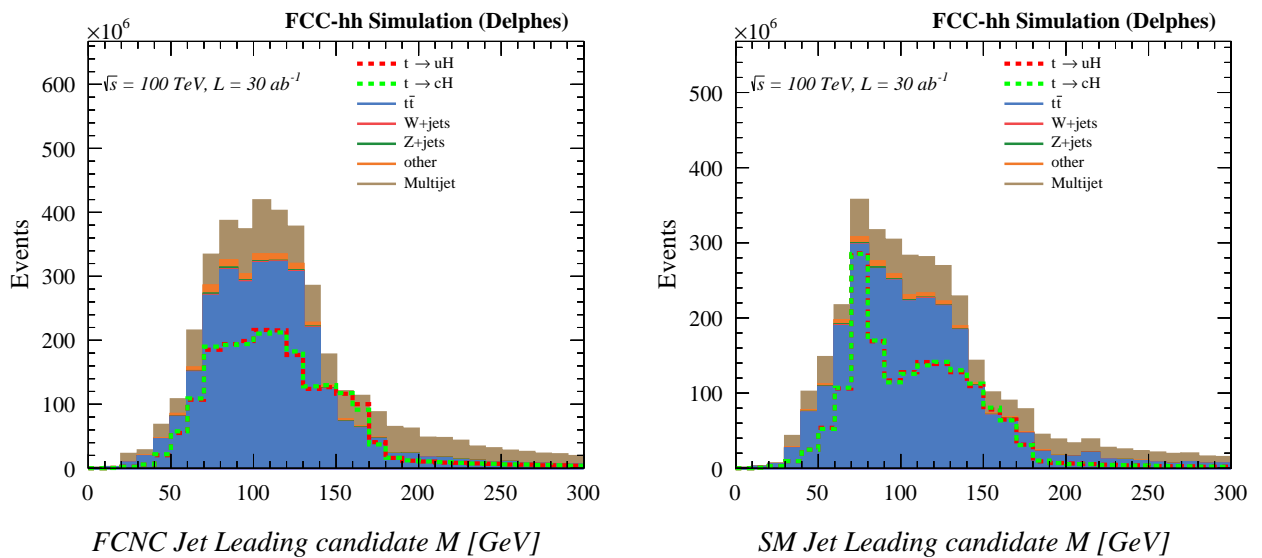 FCC-hh Simulation (Delphes)
×10⁶
√s = 100 TeV, L = 30 ab⁻¹
t → uH
t → cH
tt̄
W+jets
Z+jets
other
Multijet
Events
600
500
400
300
200
100
0
0 50 100 150 200 250 300
FCNC Jet Leading candidate M [GeV]
FCC-hh Simulation (Delphes)
×10⁶
√s = 100 TeV, L = 30 ab⁻¹
t → uH
t → cH
tt̄
W+jets
Z+jets
other
Multijet
Events
500
400
300
200
100
0
0 50 100 150 200 250 300
SM Jet Leading candidate M [GeV]